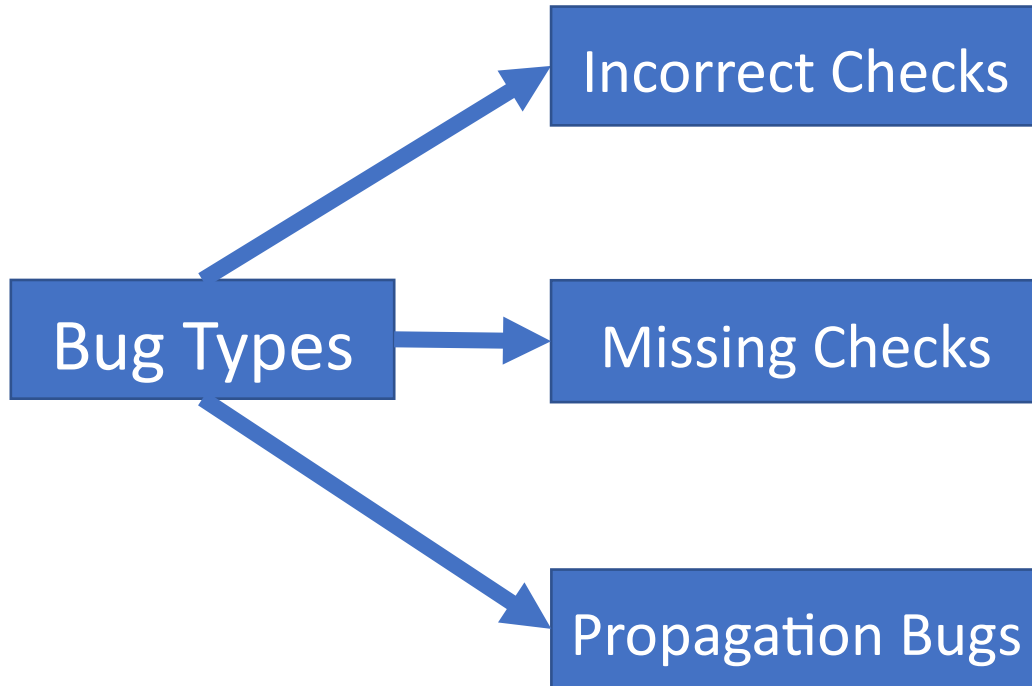 Incorrect Checks
Bug Types
Missing Checks
Propagation Bugs